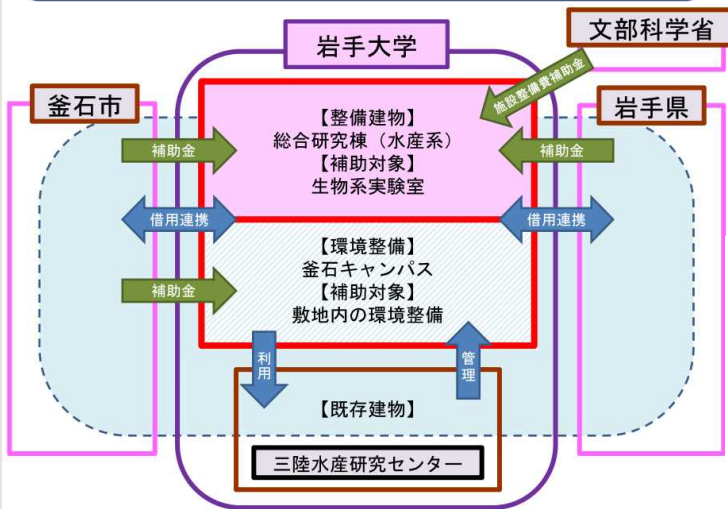 文部科学省
岩手大学
施設整備費補助金
釜石市
岩手県
【整備建物】
総合研究棟（水産系）
【補助対象】
生物系実験室
補助金
補助金
借用連携
借用連携
【環境整備】
釜石キャンパス
【補助対象】
敷地内の環境整備
補助金
利用
管理
【既存建物】
三陸水産研究センター